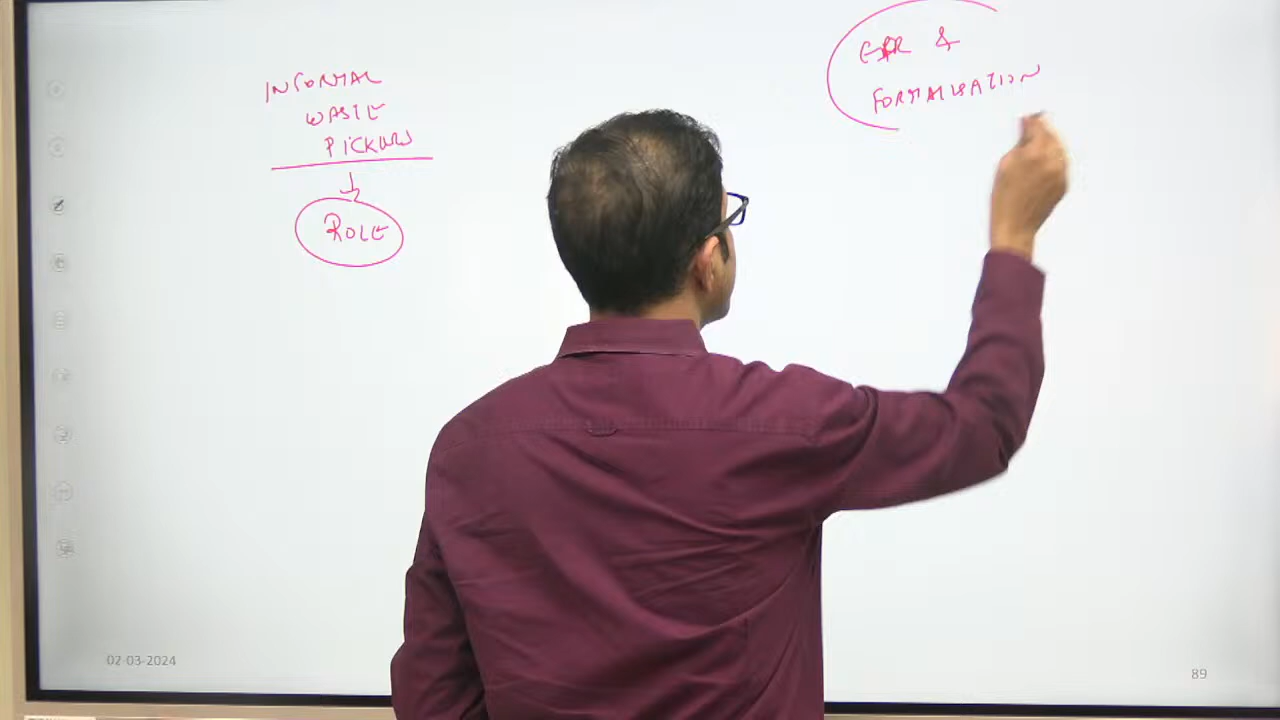 INFORMAL
WASTE
PICKERS
ROLE
EPR &
FORMALISATION
02-03-2024
89